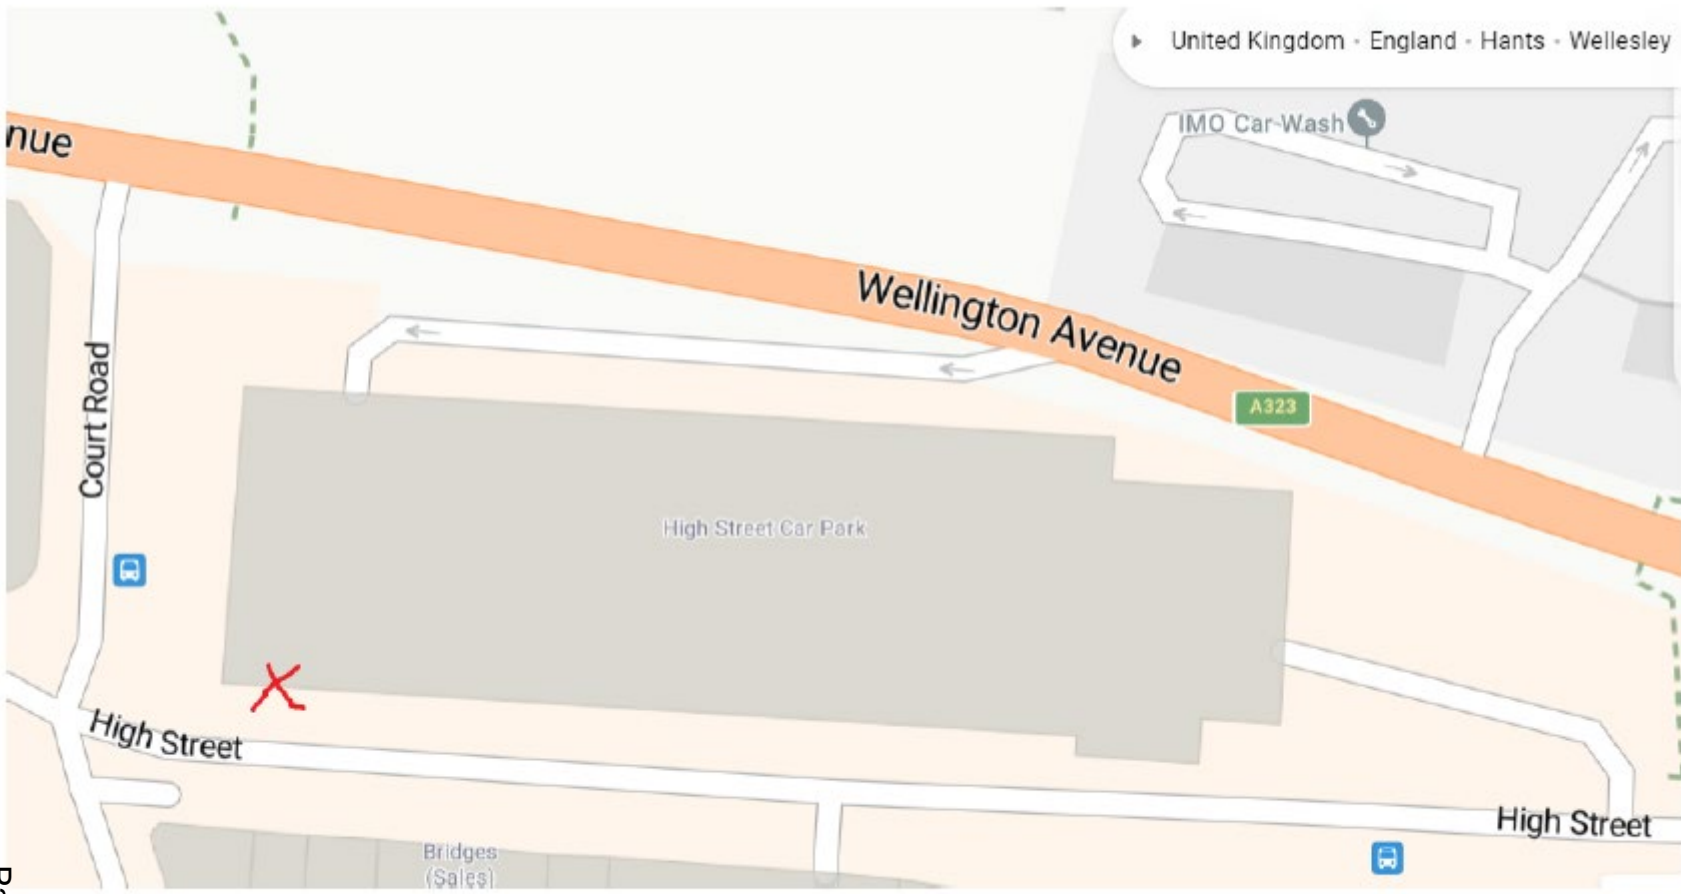 United Kingdom · England · Hants · Wellesley
IMO Car Wash
nue
Wellington Avenue
A323
Court Road
High Street Car Park
High Street
High Street
Bridges
(Sales)